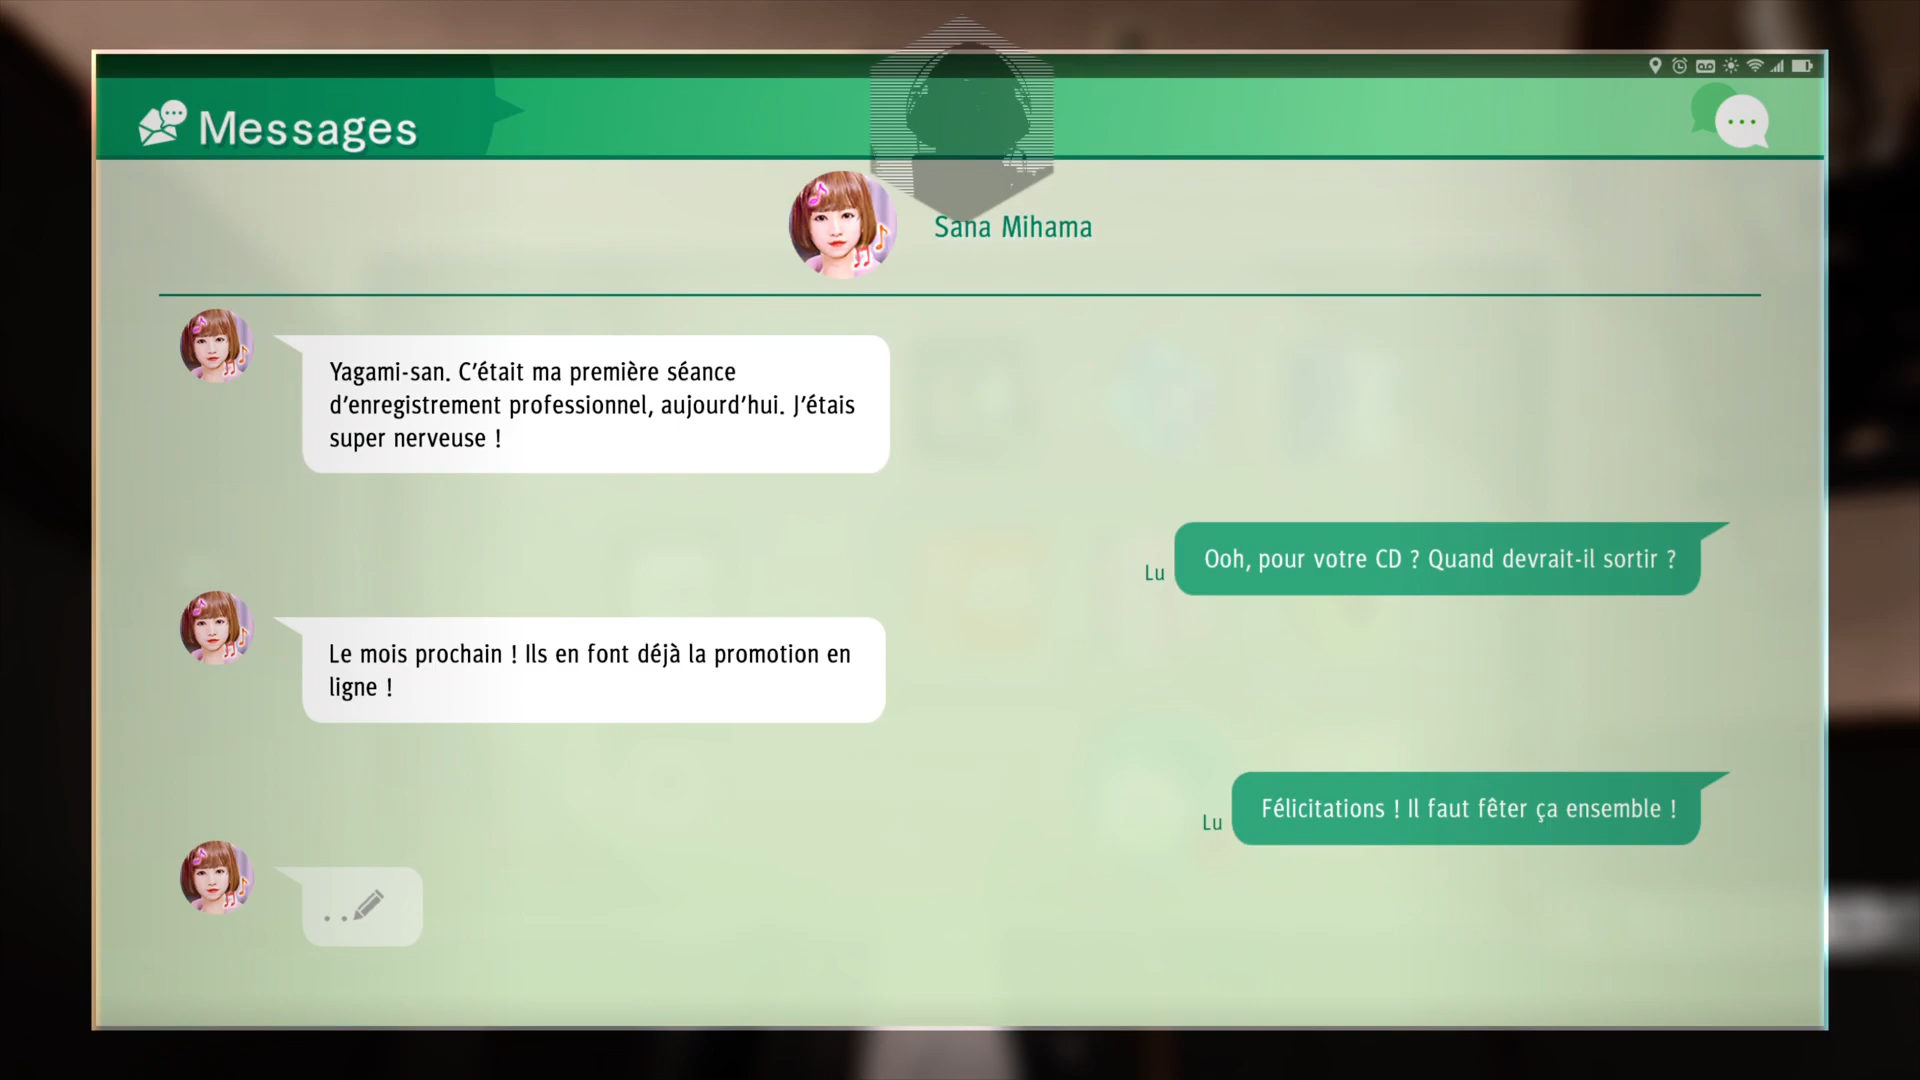 Messages
Sana Mihama
Yagami-san. C'était ma première séance
d'enregistrement professionnel, aujourd'hui. J'étais
super nerveuse !
Ooh, pour votre CD ? Quand devrait-il sortir ?
Lu
Le mois prochain ! Ils en font déjà la promotion en
ligne !
Félicitations ! Il faut fêter ça ensemble !
Lu